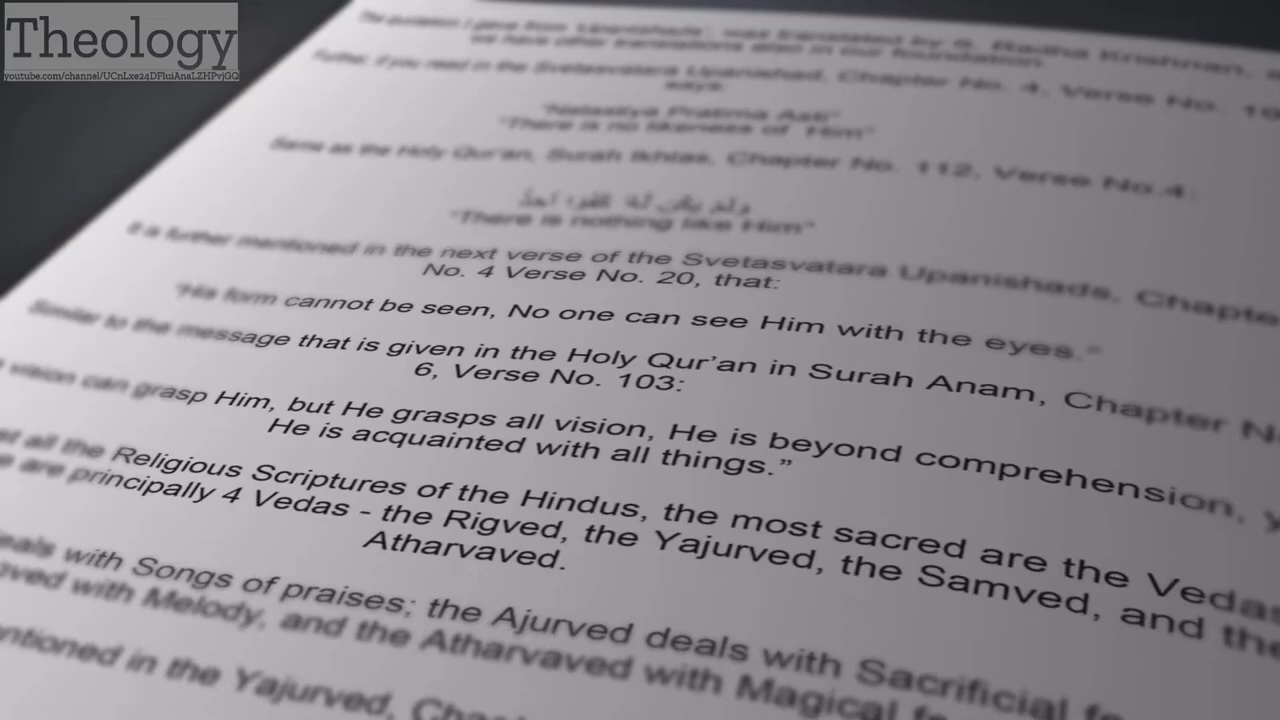 Theology
youtube.com/channel/UCnLxe24DFluiAnaLZHPvjGQ
The quotation I gave from Upanishads, was translated by S. Radha Krishnan,
we have other translations also in our foundation.
Further, if you read in the Svetasvatara Upanishad, Chapter No. 4, Verse No. 19
says:
"Natastya Pratima Asti"
"There is no likeness of Him"
Same as the Holy Qur'an, Surah Ikhlas, Chapter No. 112, Verse No.4:
"There is nothing like Him"
It is further mentioned in the next verse of the Svetasvatara Upanishads, Chapter
No. 4 Verse No. 20, that:
"His form cannot be seen, No one can see Him with the eyes."
Similar to the message that is given in the Holy Qur'an in Surah Anam, Chapter
6, Verse No. 103:
vision can grasp Him, but He grasps all vision, He is beyond comprehension,
He is acquainted with all things."
all the Religious Scriptures of the Hindus, the most sacred are the Vedas
are principally 4 Vedas - the Rigved, the Yajurved, the Samved, and the
Atharvaved.
deals with Songs of praises; the Ajurved deals with Sacrificial
with Melody, and the Atharvaved with Magical
mentioned in the Yajurved,